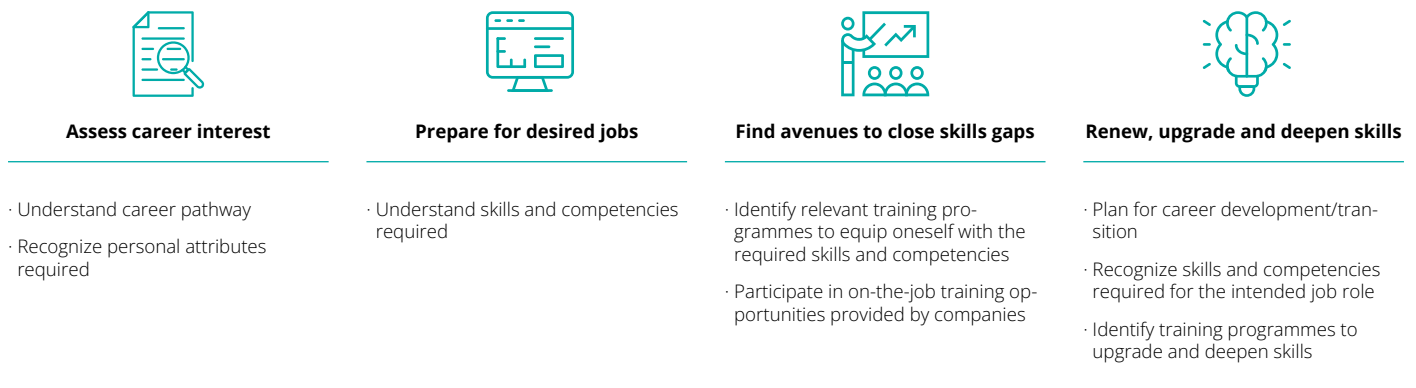 Assess career interest
· Understand career pathway
· Recognize personal attributes
required
Prepare for desired jobs
· Understand skills and competencies
required
Find avenues to close skills gaps
· Identify relevant training pro-
grammes to equip oneself with the
required skills and competencies
· Participate in on-the-job training op-
portunities provided by companies
Renew, upgrade and deepen skills
· Plan for career development/tran-
sition
· Recognize skills and competencies
required for the intended job role
· Identify training programmes to
upgrade and deepen skills